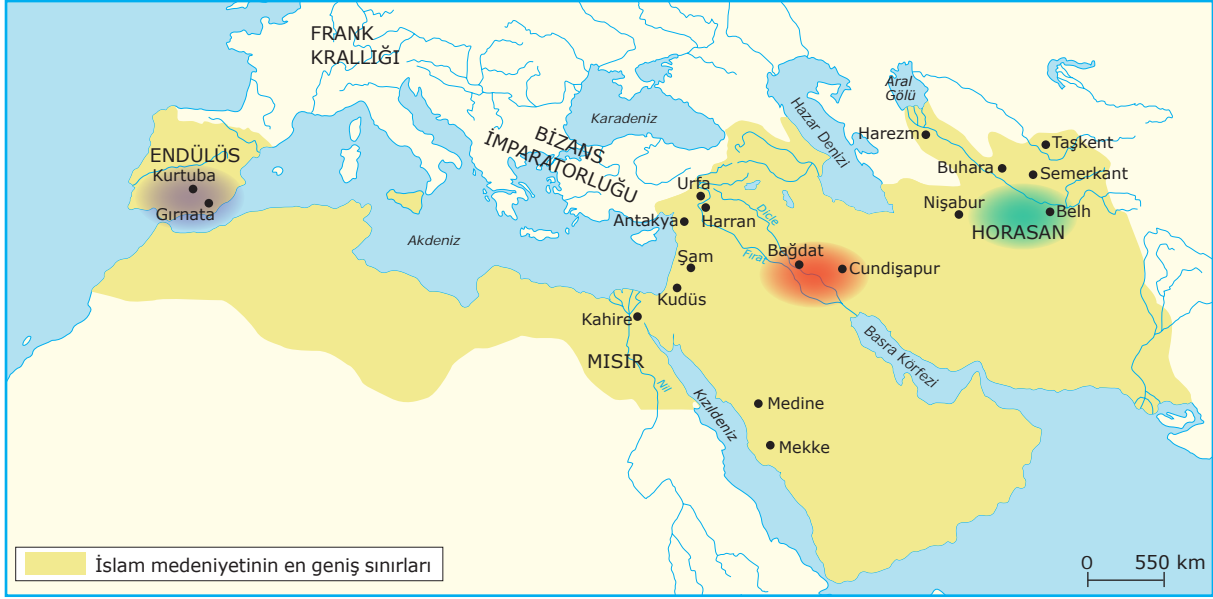 FRANK
KRALLIĞI
Aral
Gölü
Karadeniz
Hazar Denizi
Harezm
Taşkent
BİZANS
İMPARATORLUĞU
ENDÜLÜS
Kurtuba
Gırnata
Buhara
Semerkant
Urfa
Nişabur
Belh
HORASAN
Antakya
Harran
Dicle
Akdeniz
Fırat
Bağdat
Cundişapur
Şam
Kudüs
Kahire
MISIR
Nil
Kızıldeniz
Basra Körfezi
Medine
Mekke
İslam medeniyetinin en geniş sınırları
0 550 km